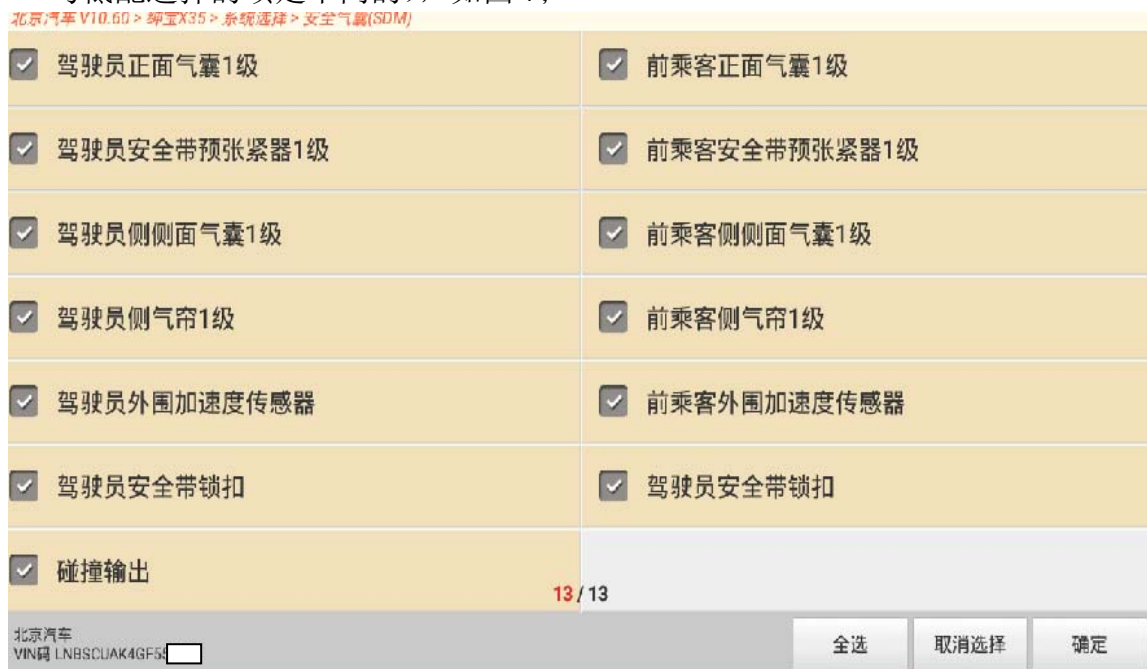 北京汽车 V10.60 > 绅宝X35 > 系统选择 > 安全气囊(SDM)
驾驶员正面气囊1级
前乘客正面气囊1级
驾驶员安全带预张紧器1级
前乘客安全带预张紧器1级
驾驶员侧侧面气囊1级
前乘客侧侧面气囊1级
驾驶员侧气帘1级
前乘客侧气帘1级
驾驶员外围加速度传感器
前乘客外围加速度传感器
驾驶员安全带锁扣
驾驶员安全带锁扣
碰撞输出
13 / 13
北京汽车
VIN码 LNBSCUAK4GF5
全选
取消选择
确定